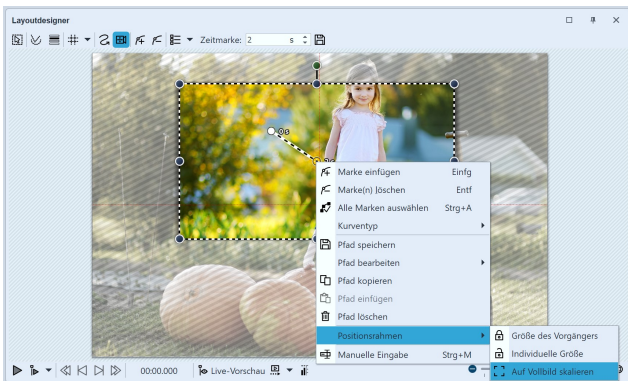 Layoutdesigner
Zeitmarke: 2 s
0 s
Marke einfügen Einfg
Marke(n) löschen Entf
Alle Marken auswählen Strg+A
Kurventyp
Pfad speichern
Pfad bearbeiten
Pfad kopieren
Pfad einfügen
Pfad löschen
Positionsrahmen
Größe des Vorgängers
Manuelle Eingabe Strg+M
Individuelle Größe
00:00.000 Live-Vorschau
Auf Vollbild skalieren